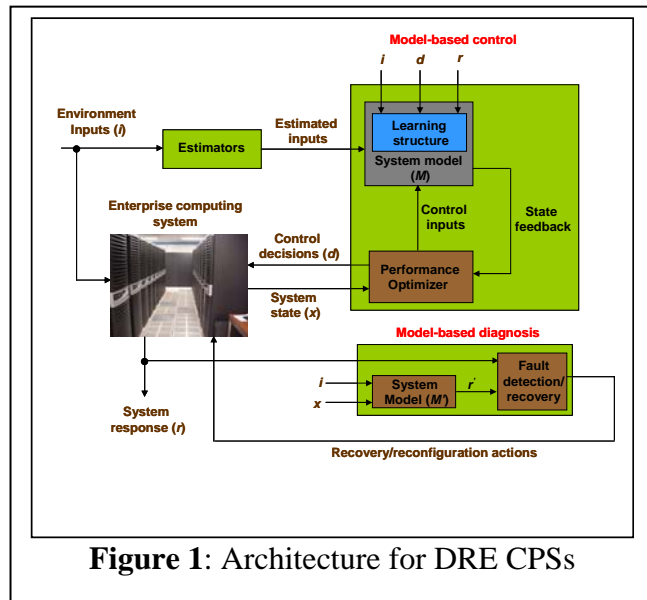 Model-based control
i d r
Environment
Inputs (i)
Estimators
Estimated
inputs
Learning
structure
System model
(M)
Enterprise computing
system
Control
inputs
State
feedback
Control
decisions (d)
Performance
Optimizer
System
state (x)
Model-based diagnosis
i
x
System
Model (M')
r'
Fault
detection/
recovery
System
response (r)
Recovery/reconfiguration actions
Figure 1: Architecture for DRE CPSs